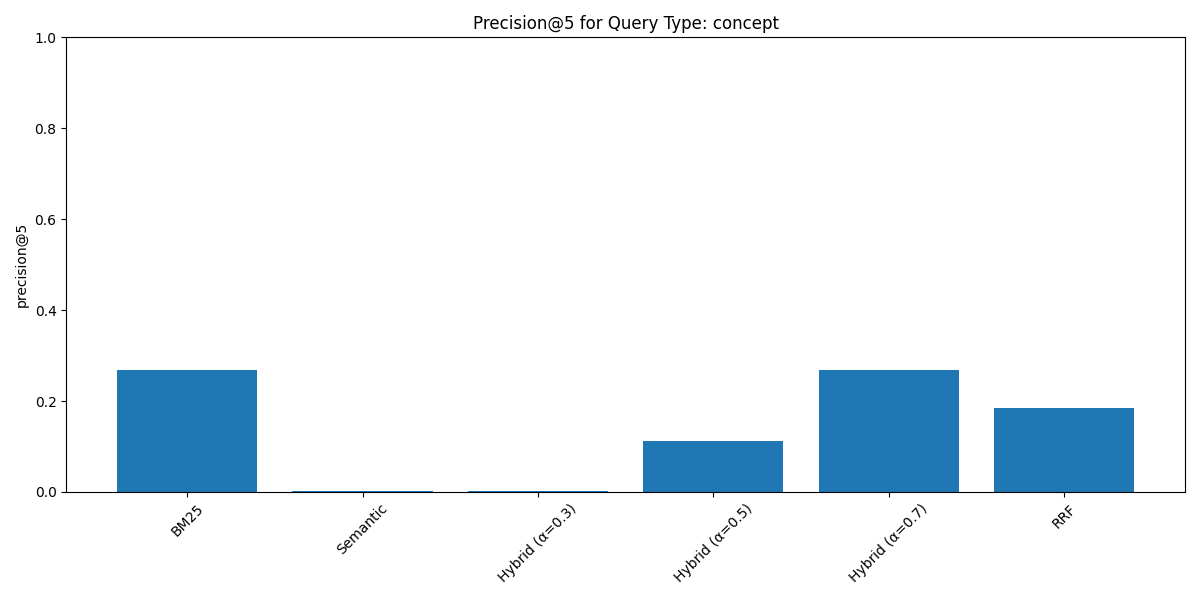 Precision@5 for Query Type: concept
1.0
0.8
0.6
0.4
0.2
0.0
precision@5
BM25
Semantic
Hybrid (α=0.3)
Hybrid (α=0.5)
Hybrid (α=0.7)
RRF